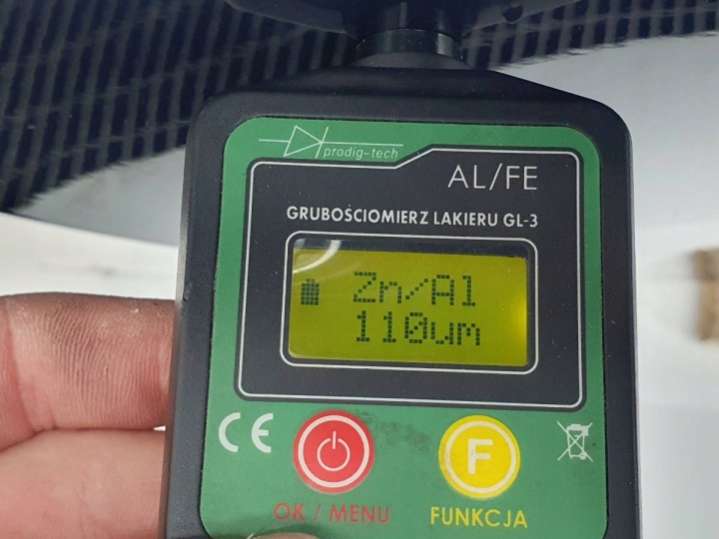 prodig-tech
AL/FE
GRUBOŚCIOMIERZ LAKIERU GL-3
Zn/Al
110um
CE
F
OK / MENU
FUNKCJA